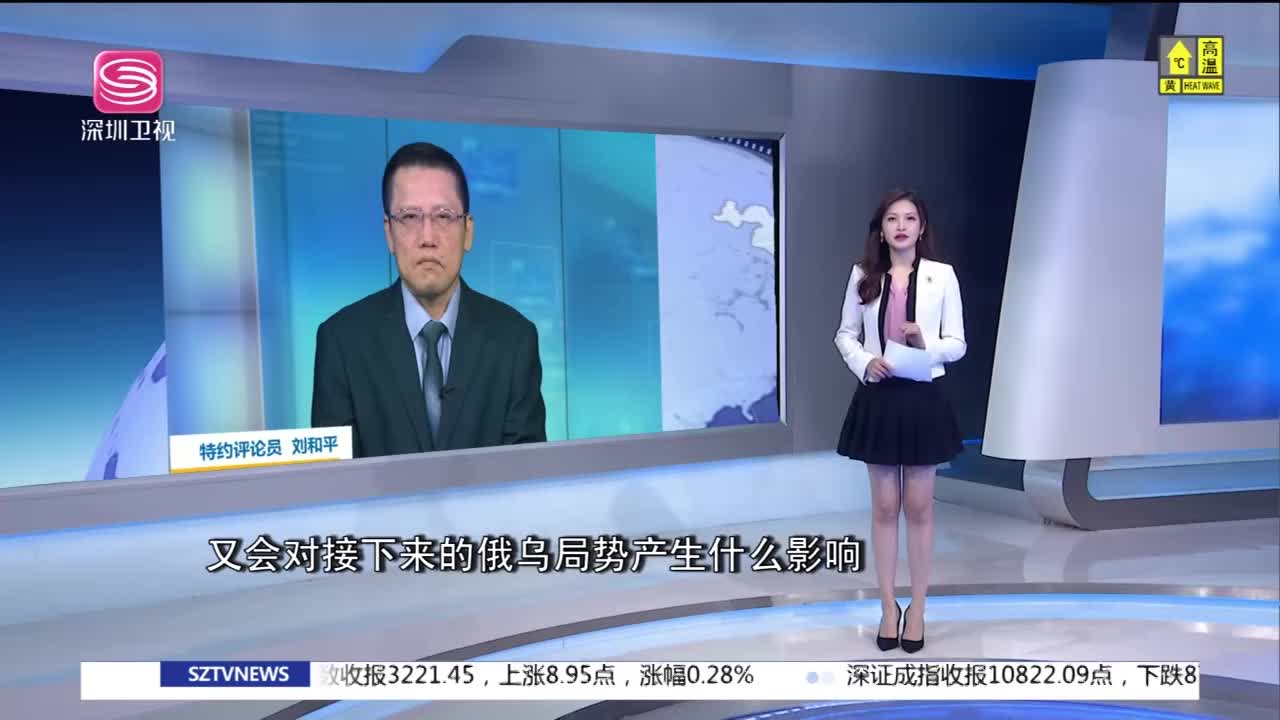 深圳卫视
高温
℃
黄 HEAT WAVE
特约评论员 刘和平
又会对接下来的俄乌局势产生什么影响
SZTVNEWS
收报3221.45，上涨8.95点，涨幅0.28%
深证成指收报10822.09点，下跌8